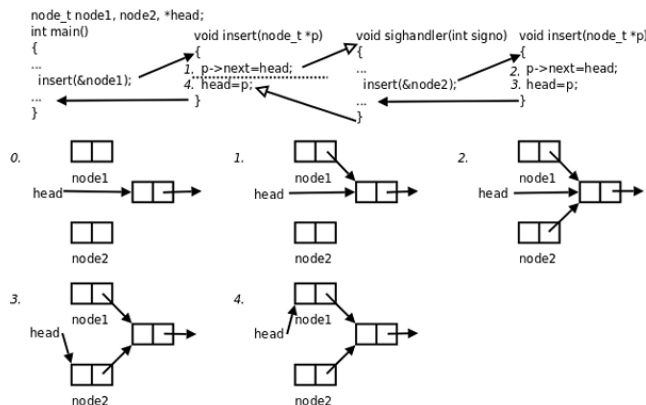 node_t node1, node2, *head;
int main()
{
...
insert(&node1);
...
}
void insert(node_t *p)
{
1. p->next=head;
4. head=p;
}
void sighandler(int signo)
{
...
insert(&node2);
...
}
void insert(node_t *p)
{
2. p->next=head;
3. head=p;
}
0.
node1
head
node2
1.
node1
head
node2
2.
node1
head
node2
3.
node1
head
node2
4.
node1
head
node2